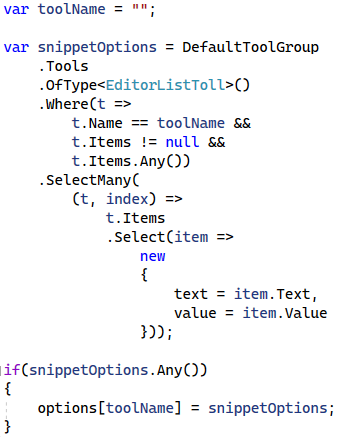 var toolName = "";

var snippetOptions = DefaultToolGroup
    .Tools
    .OfType<EditorListToll>()
    .Where(t =>
        t.Name == toolName &&
        t.Items != null &&
        t.Items.Any())
    .SelectMany(
        (t, index) =>
            t.Items
            .Select(item =>
                new
                {
                    text = item.Text,
                    value = item.Value
                }));

if(snippetOptions.Any())
{
    options[toolName] = snippetOptions;
}